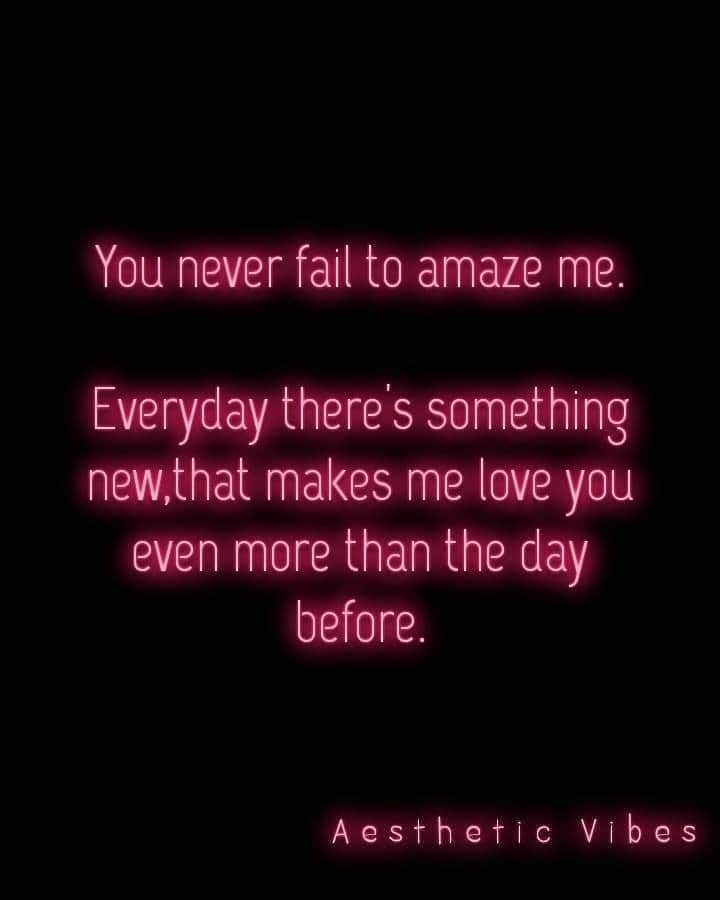 You never fail to amaze me.
Everyday there's something
new,that makes me love you
even more than the day
before.
Aesthetic Vibes